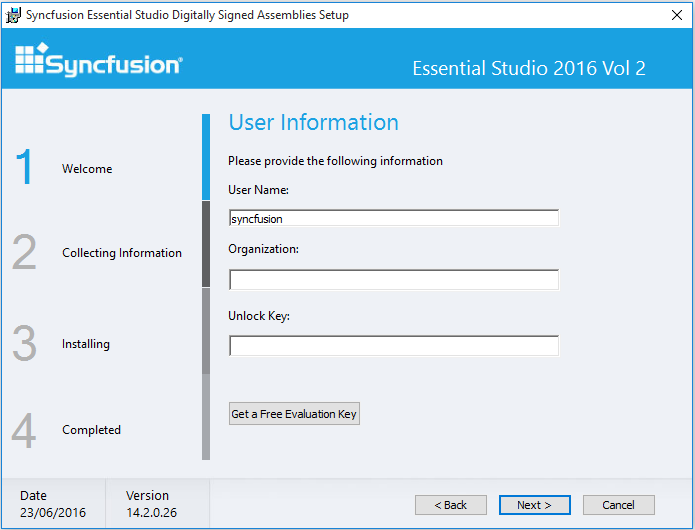 Syncfusion Essential Studio Digitally Signed Assemblies Setup
Syncfusion®
Essential Studio 2016 Vol 2
User Information
1
Welcome
2
Collecting Information
3
Installing
4
Completed
Please provide the following information
User Name:
syncfusion
Organization:
Unlock Key:
Get a Free Evaluation Key
Date
23/06/2016
Version
14.2.0.26
< Back
Next >
Cancel